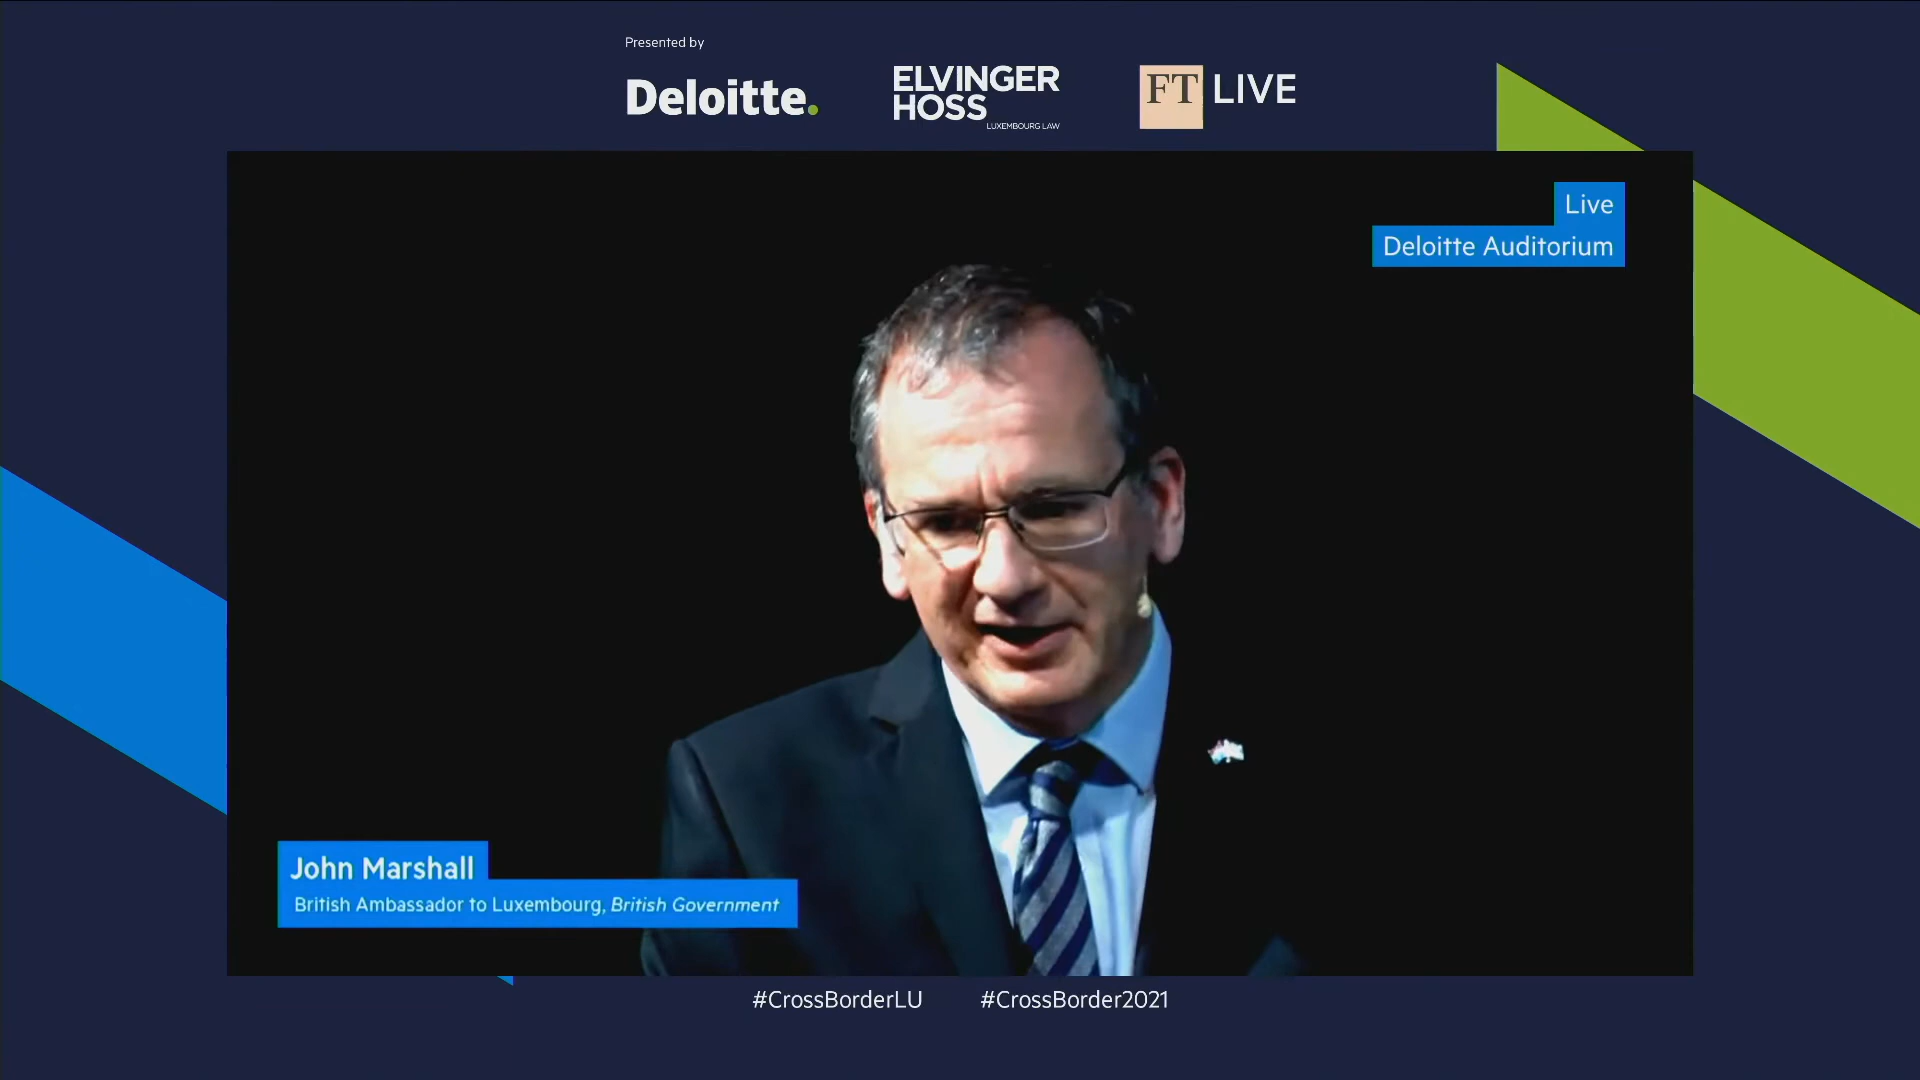 Presented by
Deloitte.
ELVINGER
HOSS
LUXEMBOURG LAW
FT LIVE
Live
Deloitte Auditorium
John Marshall
British Ambassador to Luxembourg, British Government
#CrossBorderLU #CrossBorder2021